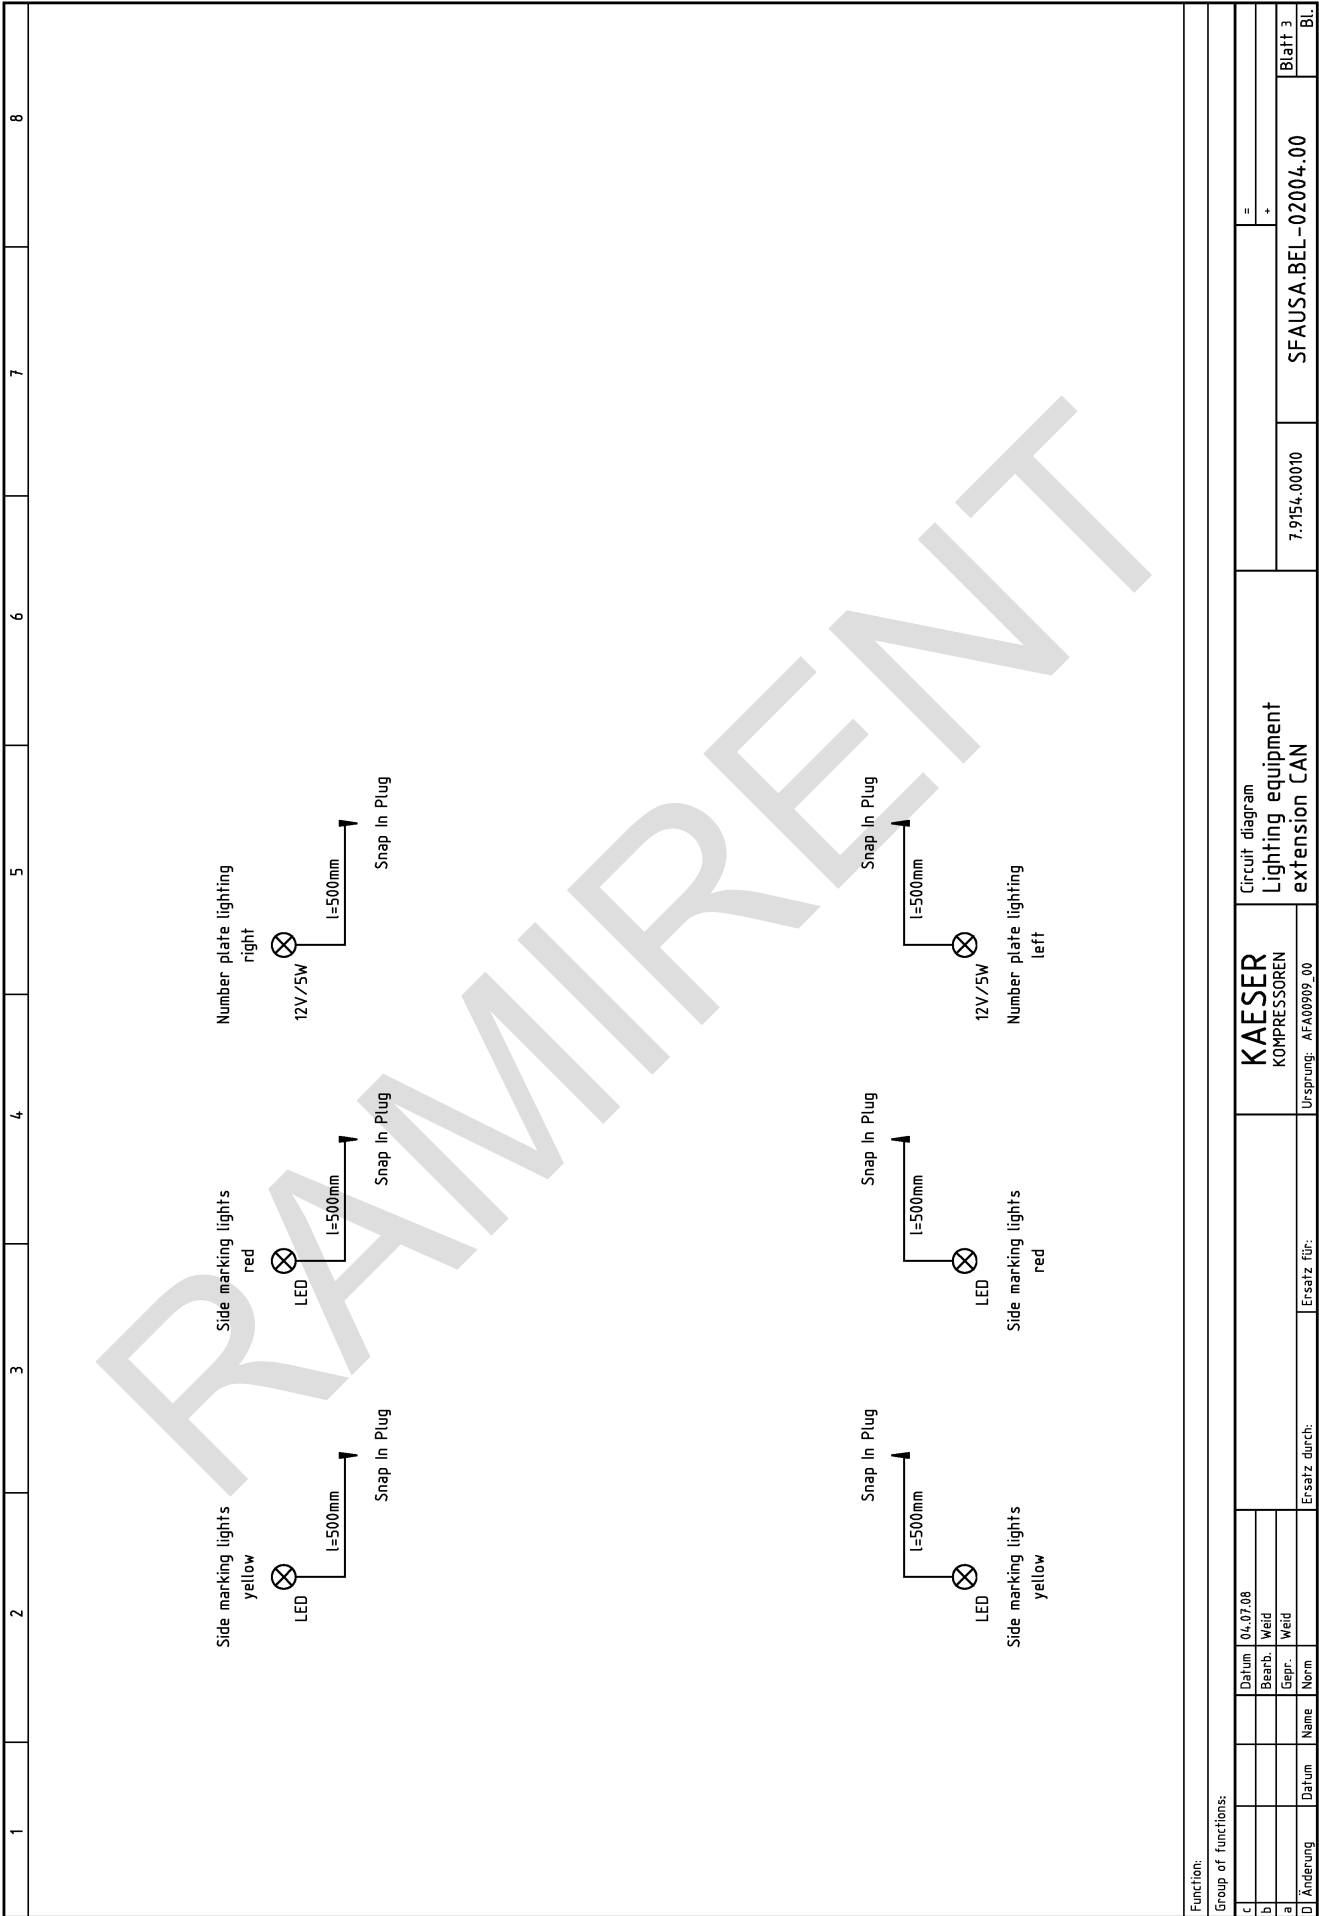 1 2 3 4 5 6 7 8
Side marking lights
yellow
LED
l=500mm
Snap In Plug
Side marking lights
red
LED
l=500mm
Snap In Plug
Number plate lighting
right
12V/5W
l=500mm
Snap In Plug
Snap In Plug
l=500mm
LED
Side marking lights
yellow
Snap In Plug
l=500mm
LED
Side marking lights
red
Snap In Plug
l=500mm
12V/5W
Number plate lighting
left
RAMIRENT
Function:
Group of functions:
c
b
a
D Änderung Datum Name
Datum 04.07.08
Bearb. Weid
Gepr. Weid
Norm
Ersatz durch:
Ersatz für:
KAESER
KOMPRESSOREN
Ursprung: AFA00909_00
Circuit diagram
Lighting equipment
extension CAN
7.9154.00010
=
+
SFAUSA.BEL-02004.00
Blatt 3
Bl.